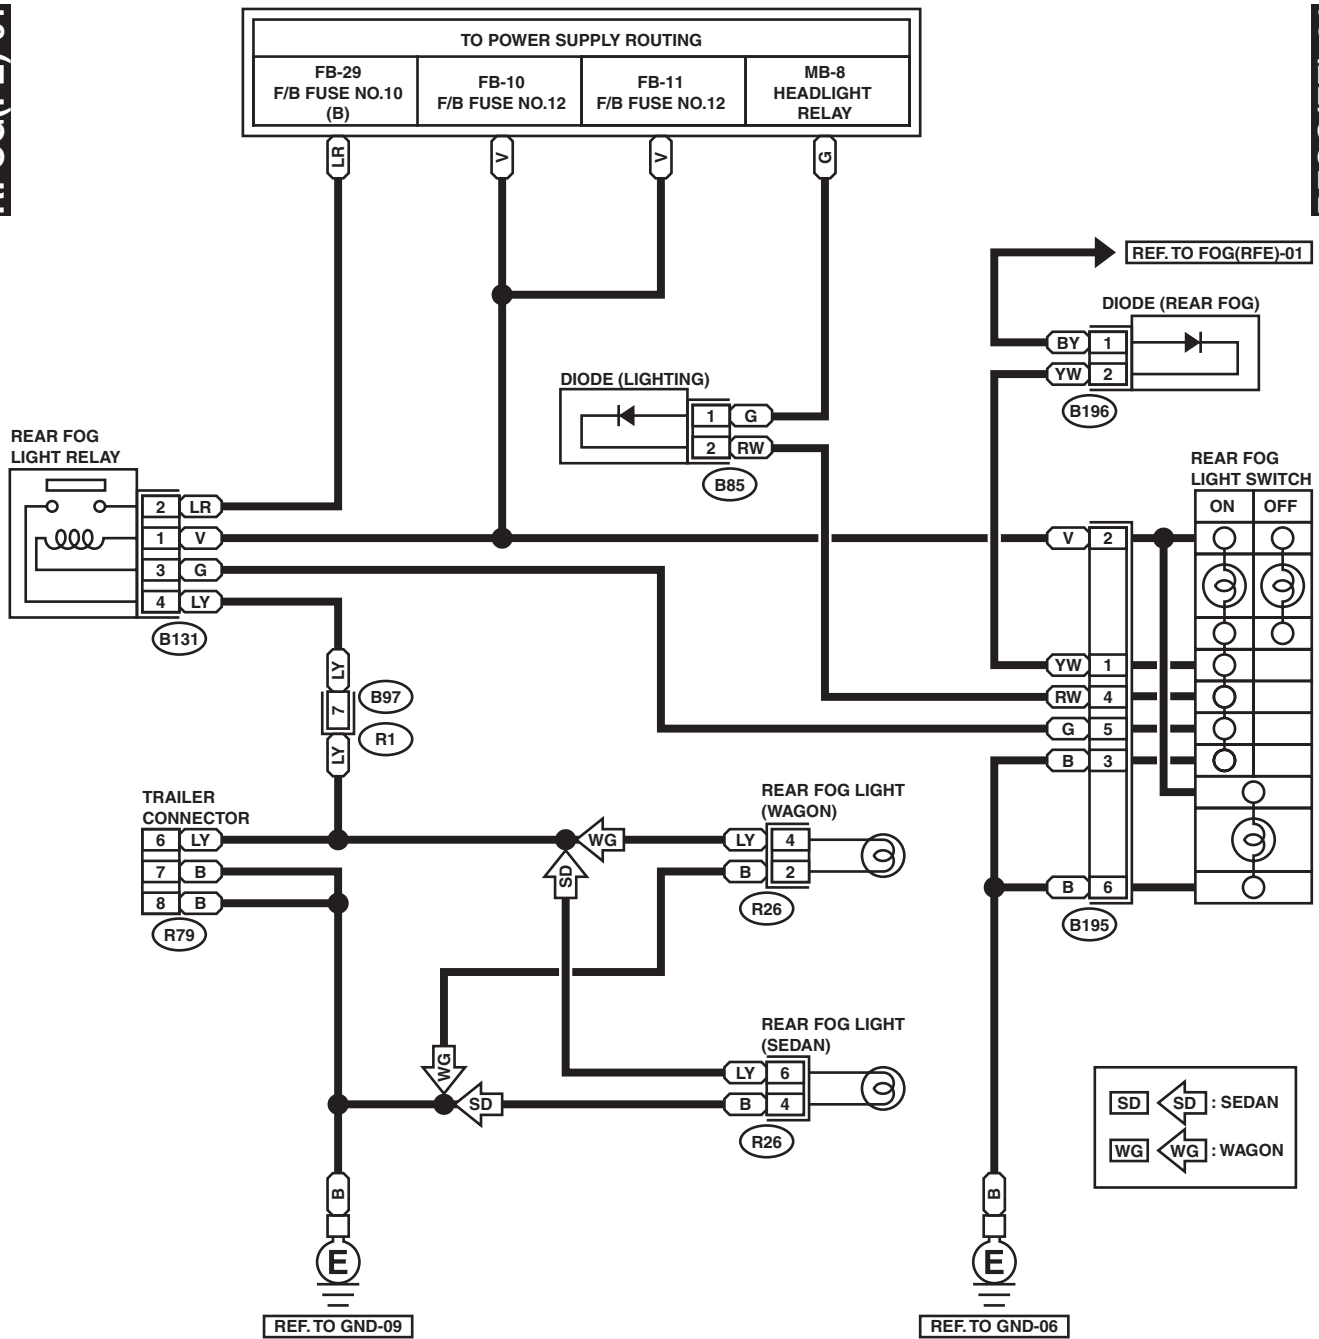 TO POWER SUPPLY ROUTING
FB-29
F/B FUSE NO.10
(B)
FB-10
F/B FUSE NO.12
FB-11
F/B FUSE NO.12
MB-8
HEADLIGHT
RELAY
LR
V
V
G
REF. TO FOG(RFE)-01
DIODE (REAR FOG)
BY 1
YW 2
B196
DIODE (LIGHTING)
1 G
2 RW
B85
REAR FOG
LIGHT RELAY
2 LR
1 V
3 G
4 LY
B131
REAR FOG
LIGHT SWITCH
ON OFF
V 2
YW 1
RW 4
G 5
B 3
B 6
B195
LY
7
B97
R1
LY
TRAILER
CONNECTOR
6 LY
7 B
8 B
R79
REAR FOG LIGHT
(WAGON)
WG
LY 4
B 2
R26
SD
REAR FOG LIGHT
(SEDAN)
WG
SD
LY 6
B 4
R26
SD SD : SEDAN
WG WG : WAGON
B
E
REF. TO GND-09
B
E
REF. TO GND-06